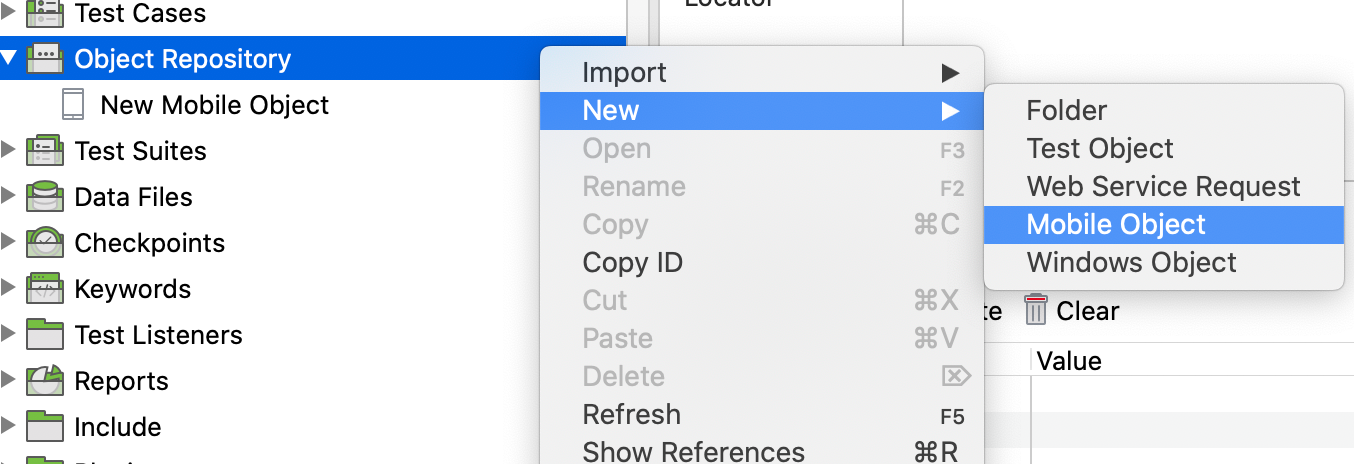 Test Cases
Object Repository
New Mobile Object
Test Suites
Data Files
Checkpoints
Keywords
Test Listeners
Reports
Include
Locator
Import
New
Open F3
Rename F2
Copy ⌘C
Copy ID
Cut ⌘X
Paste ⌘V
Delete ⌦
Refresh F5
Show References ⌘R
Folder
Test Object
Web Service Request
Mobile Object
Windows Object
Clear
Value